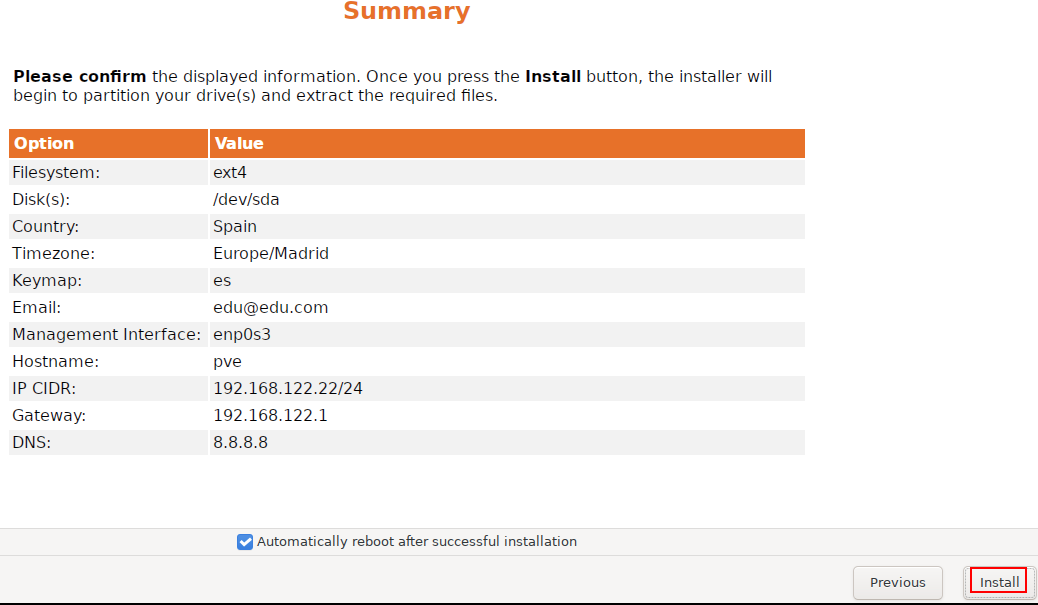 Summary
Please confirm the displayed information. Once you press the Install button, the installer will
begin to partition your drive(s) and extract the required files.
Option Value
Filesystem: ext4
Disk(s): /dev/sda
Country: Spain
Timezone: Europe/Madrid
Keymap: es
Email: edu@edu.com
Management Interface: enp0s3
Hostname: pve
IP CIDR: 192.168.122.22/24
Gateway: 192.168.122.1
DNS: 8.8.8.8
Automatically reboot after successful installation
Previous Install